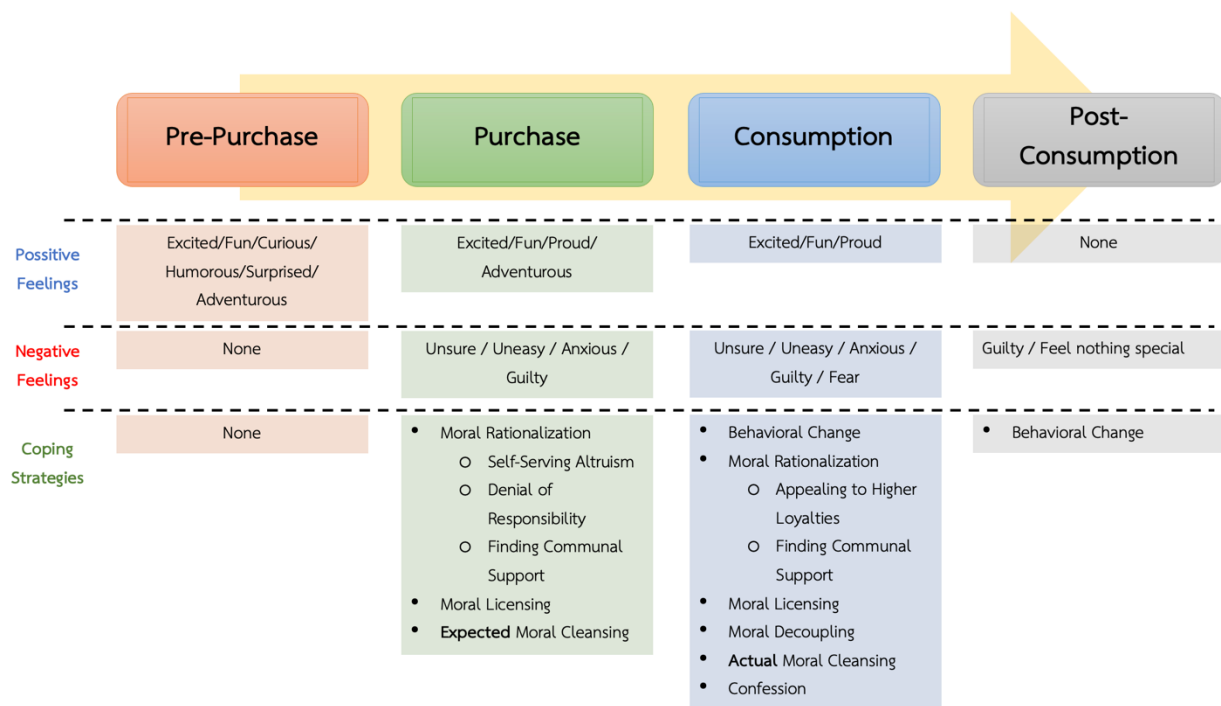 Pre-Purchase
Purchase
Consumption
Post-
Consumption
Possitive
Feelings
Excited/Fun/Curious/
Humorous/Surprised/
Adventurous
Excited/Fun/Proud/
Adventurous
Excited/Fun/Proud
None
Negative
Feelings
None
Unsure / Uneasy / Anxious /
Guilty
Unsure / Uneasy / Anxious /
Guilty / Fear
Guilty / Feel nothing special
Coping
Strategies
None
• Moral Rationalization
o Self-Serving Altruism
o Denial of
Responsibility
o Finding Communal
Support
• Moral Licensing
• Expected Moral Cleansing
• Behavioral Change
• Moral Rationalization
o Appealing to Higher
Loyalties
o Finding Communal
Support
• Moral Licensing
• Moral Decoupling
• Actual Moral Cleansing
• Confession
• Behavioral Change